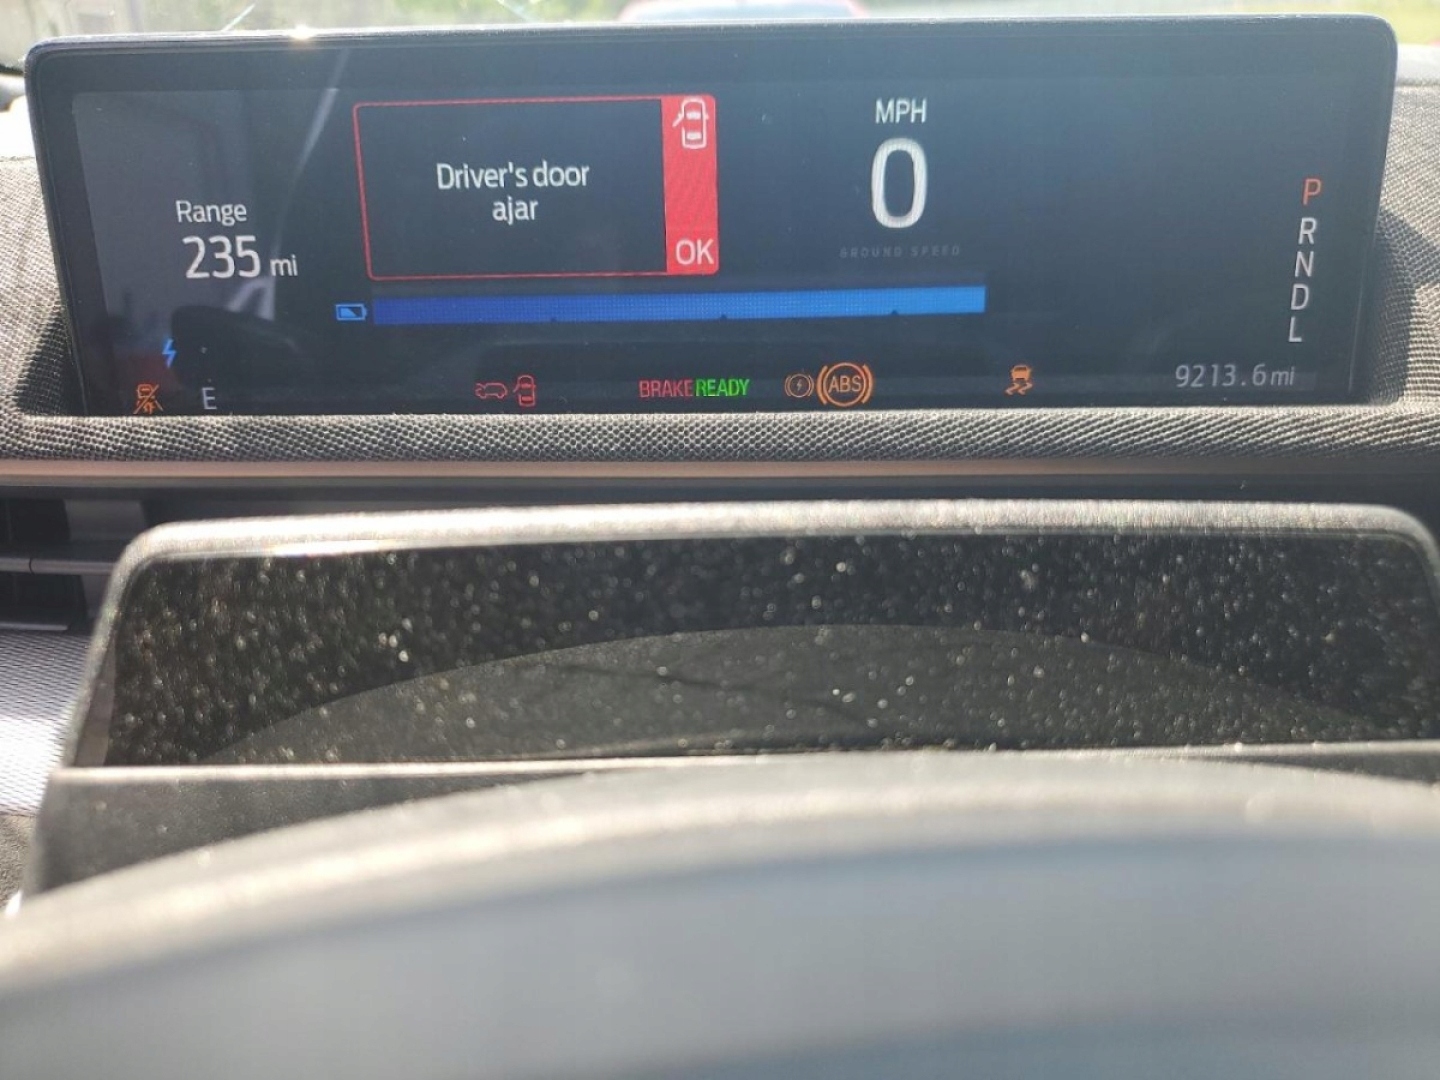 MPH
Driver's door
ajar
0
Range
235 mi
OK
GROUND SPEED
P
R
N
D
L
E
BRAKE READY
ABS
9213.6 mi